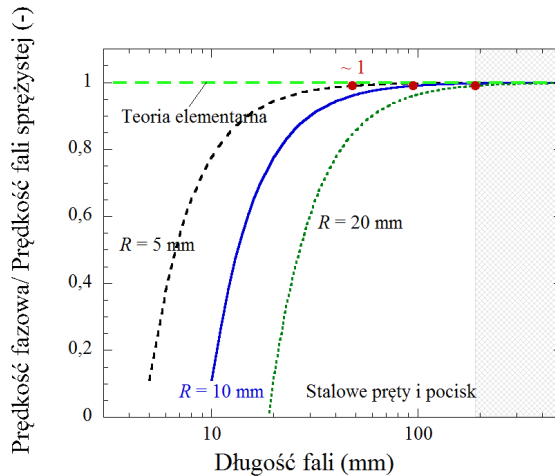 Prędkość fazowa/ Prędkość fali sprężystej (-)
~ 1
1
Teoria elementarna
0.8
0.6
R = 5 mm
R = 20 mm
0.4
0.2
R = 10 mm
Stalowe pręty i pocisk
0
10
100
Długość fali (mm)